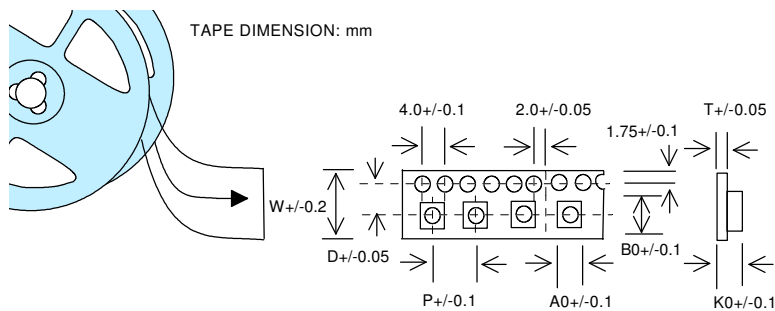 TAPE DIMENSION: mm
4.0+/-0.1
2.0+/-0.05
T+/-0.05
1.75+/-0.1
W+/-0.2
D+/-0.05
B0+/-0.1
P+/-0.1
A0+/-0.1
K0+/-0.1